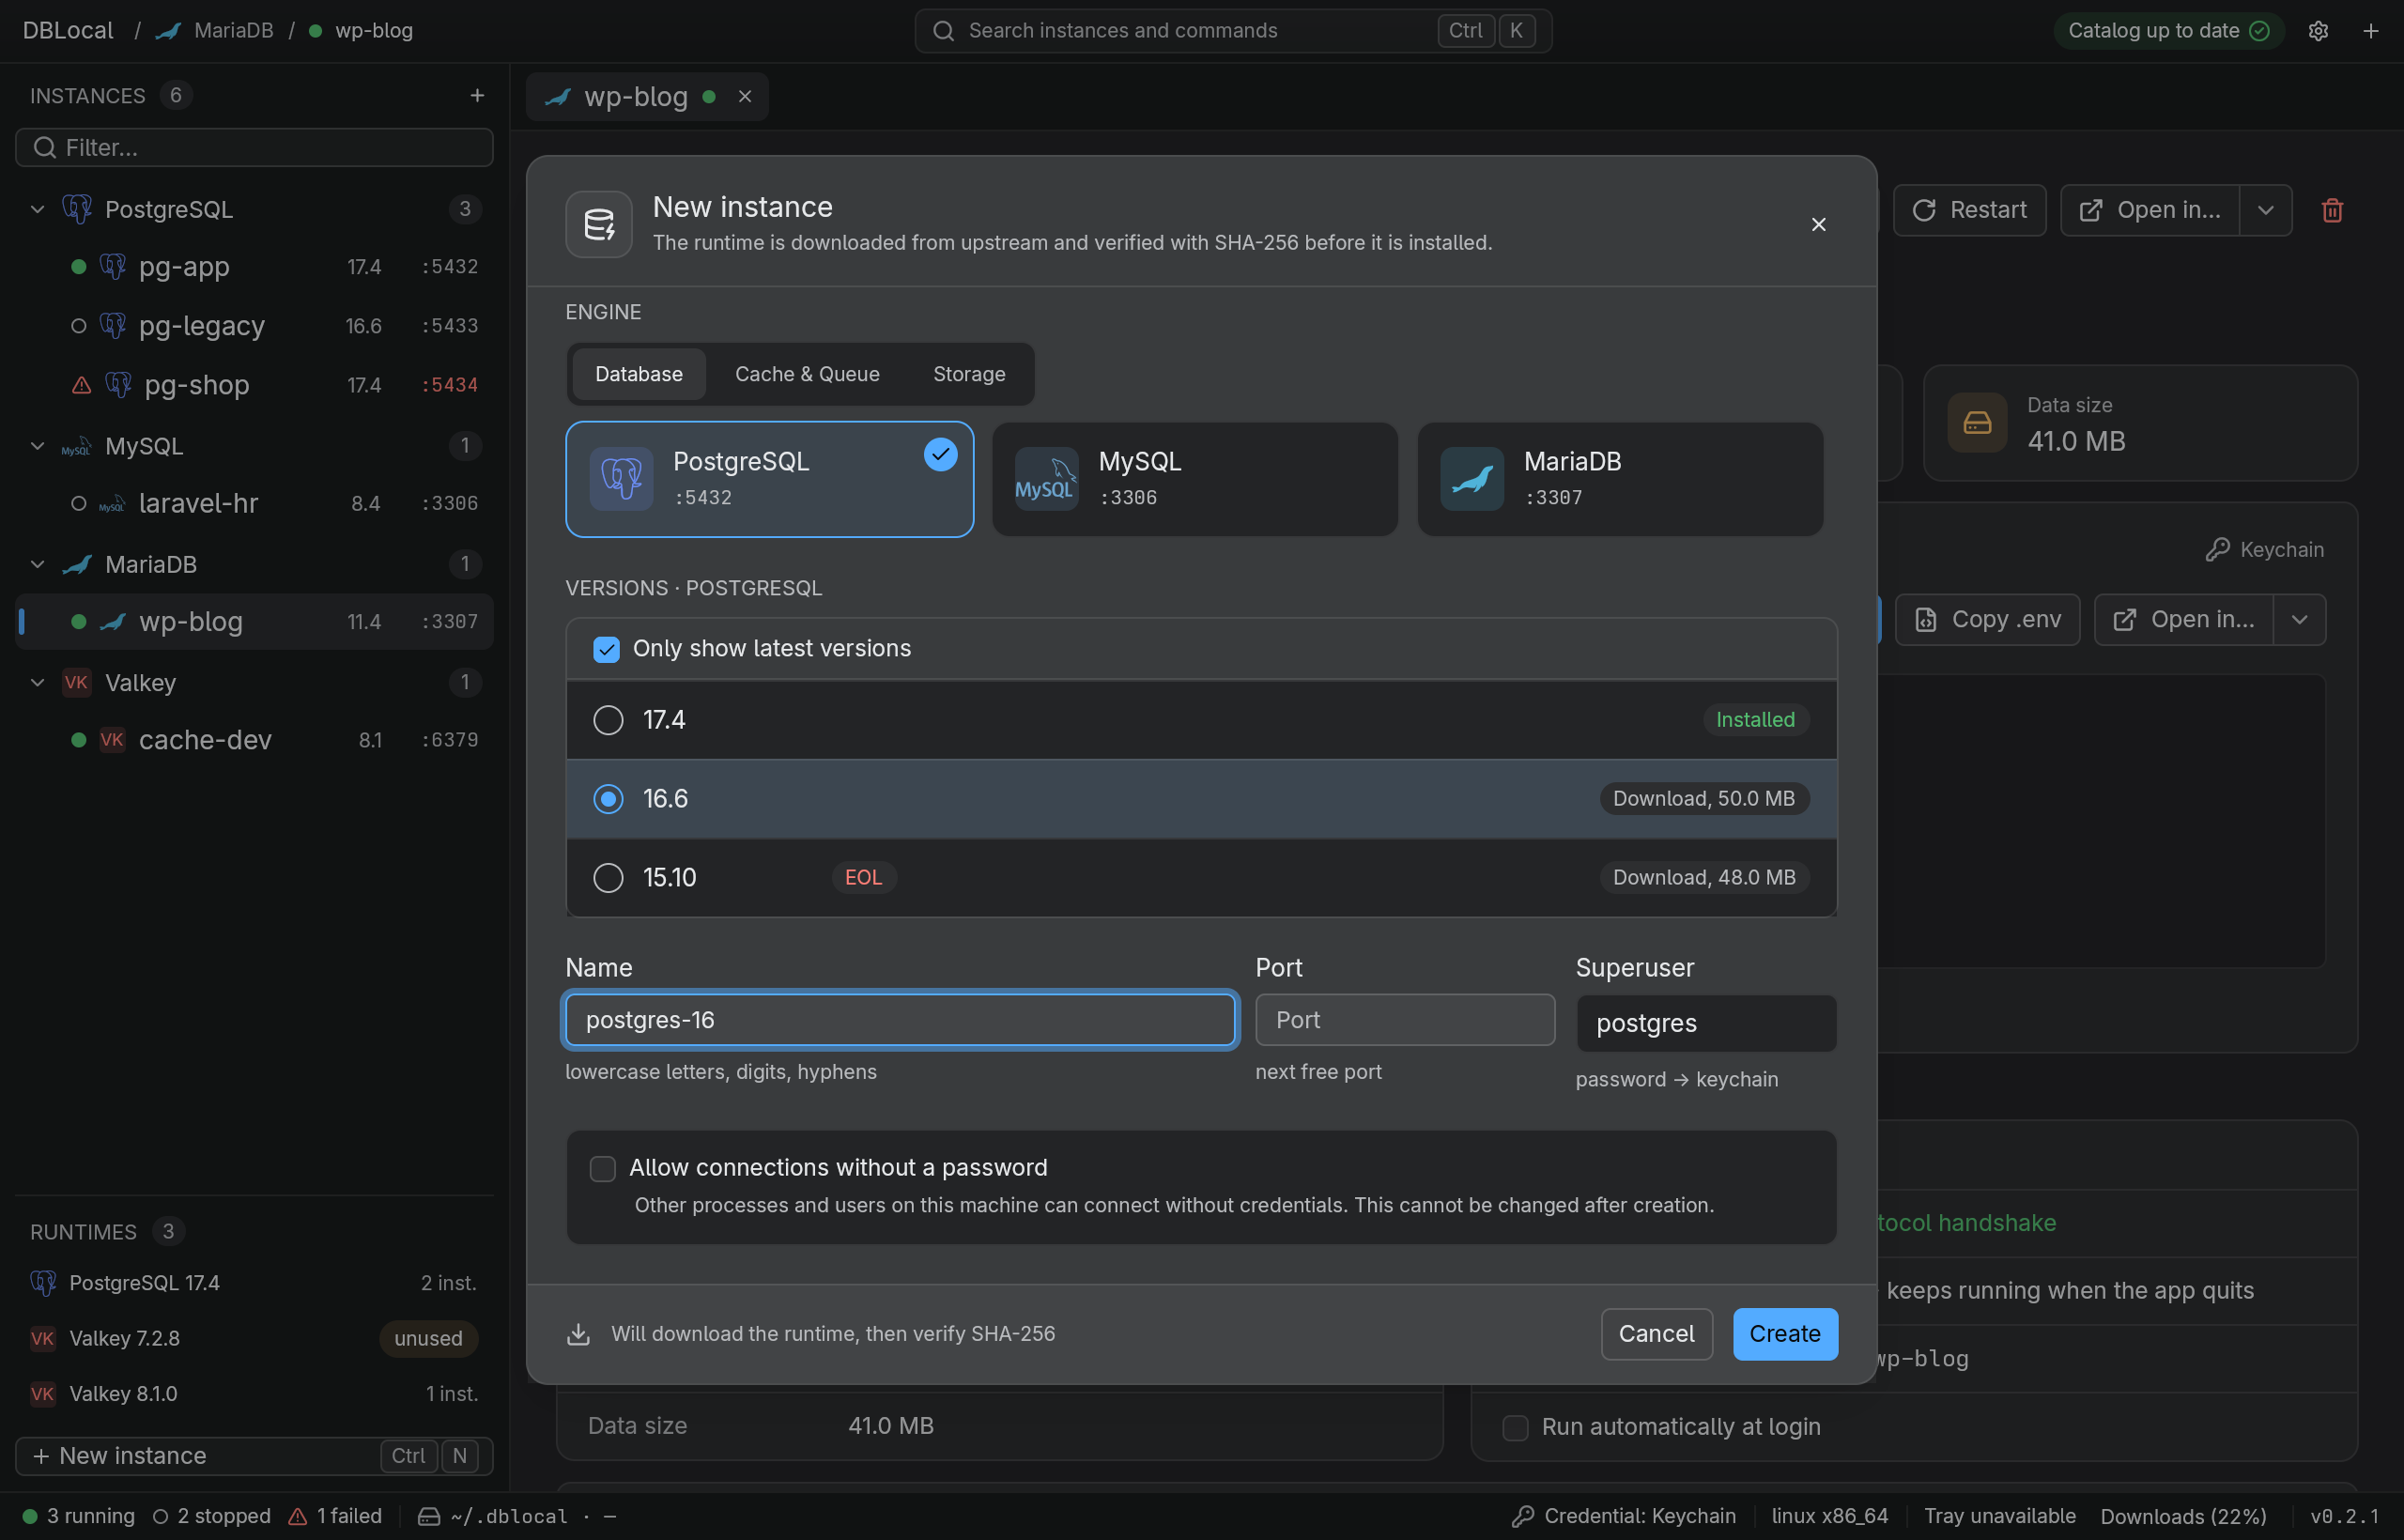 DBLocal / MariaDB / wp-blog
Search instances and commands Ctrl K
Catalog up to date
INSTANCES 6
Filter...
PostgreSQL 3
pg-app 17.4 :5432
pg-legacy 16.6 :5433
pg-shop 17.4 :5434
MySQL 1
laravel-hr 8.4 :3306
MariaDB 1
wp-blog 11.4 :3307
VK Valkey 1
VK cache-dev 8.1 :6379
RUNTIMES 3
PostgreSQL 17.4 2 inst.
VK Valkey 7.2.8 unused
VK Valkey 8.1.0 1 inst.
+ New instance Ctrl N
wp-blog
Restart Open in...
Data size
41.0 MB
Keychain
Copy .env Open in...
tocol handshake
keeps running when the app quits
wp-blog
Data size 41.0 MB
Run automatically at login
New instance
The runtime is downloaded from upstream and verified with SHA-256 before it is installed.
ENGINE
Database Cache & Queue Storage
PostgreSQL
:5432
MySQL
MySQL
:3306
MariaDB
:3307
VERSIONS · POSTGRESQL
Only show latest versions
17.4 Installed
16.6 Download, 50.0 MB
15.10 EOL Download, 48.0 MB
Name Port Superuser
postgres-16 Port postgres
lowercase letters, digits, hyphens next free port password → keychain
Allow connections without a password
Other processes and users on this machine can connect without credentials. This cannot be changed after creation.
Will download the runtime, then verify SHA-256
Cancel Create
3 running 2 stopped 1 failed ~/.dblocal · —
Credential: Keychain linux x86_64 Tray unavailable Downloads (22%) v0.2.1